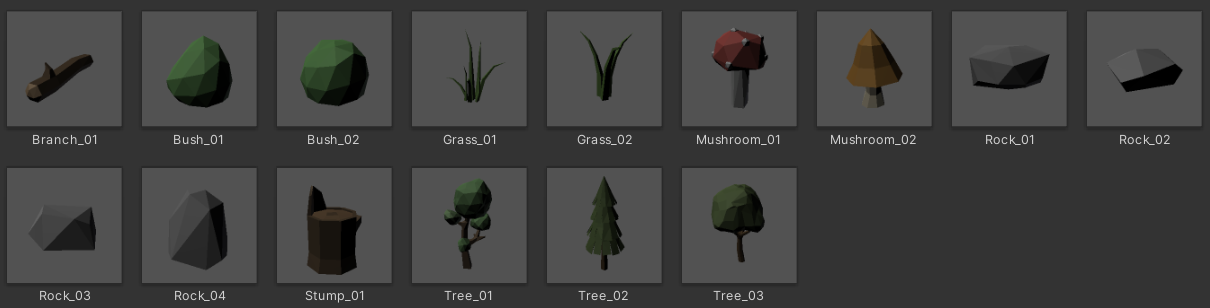 Branch_01
Bush_01
Bush_02
Grass_01
Grass_02
Mushroom_01
Mushroom_02
Rock_01
Rock_02
Rock_03
Rock_04
Stump_01
Tree_01
Tree_02
Tree_03